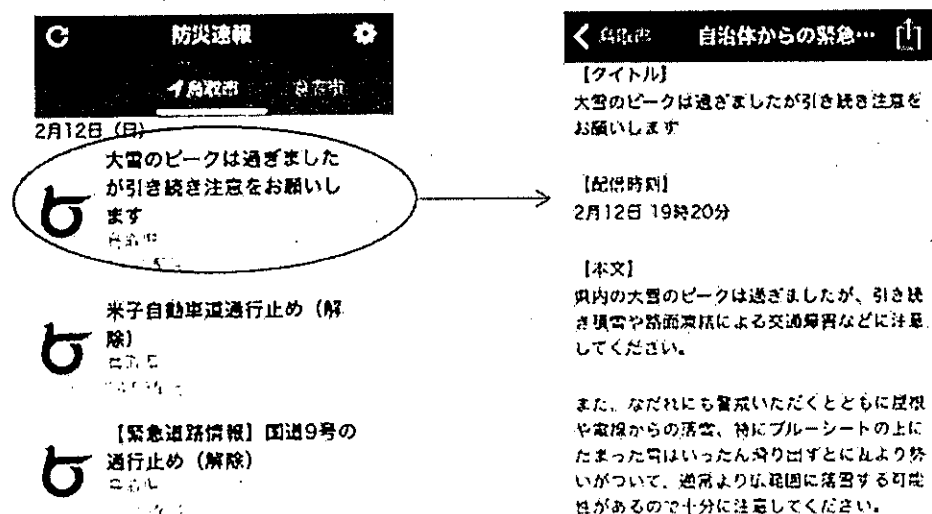 防災速報
鳥取市
2月12日（日）
大雪のピークは過ぎました
が引き続き注意をお願いし
ます
米子自動車道通行止め（解
除）
【緊急道路情報】国道9号の
通行止め（解除）
鳥取市 自治体からの緊急…
【タイトル】
大雪のピークは過ぎましたが引き続き注意を
お願いします
【配信時刻】
2月12日 19時20分
【本文】
県内の大雪のピークは過ぎましたが、引き続
き積雪や路面凍結による交通障害などに注意
してください。
また、なだれにも警戒いただくとともに屋根
や電線からの落雪、特にブルーシートの上に
たまった雪はいったん滑り出すとに瓦より勢
いがついて、通常より広範囲に落雪する可能
性があるので十分に注意してください。